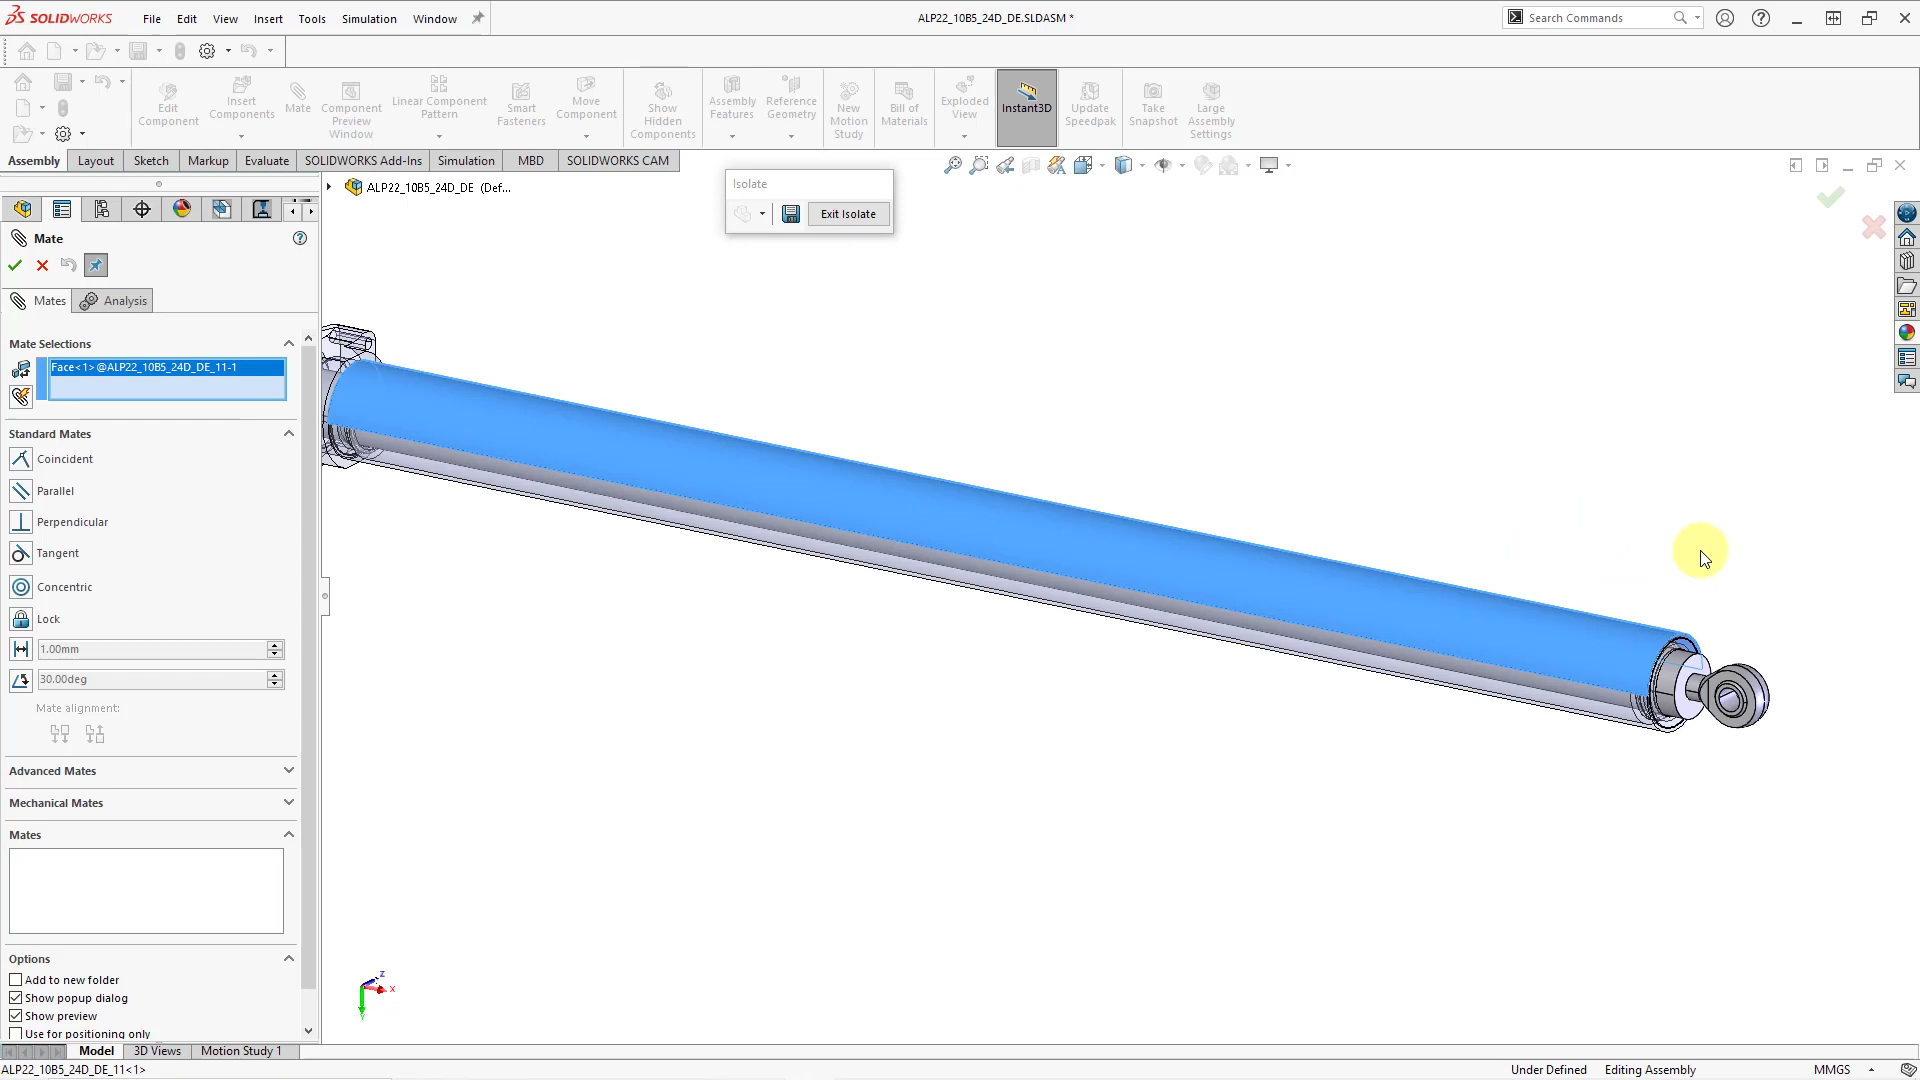 SOLIDWORKS
File Edit View Insert Tools Simulation Window
ALP22_10B5_24D_DE.SLDASM *
Search Commands
Edit Component
Insert Components
Mate
Component Preview Window
Linear Component Pattern
Smart Fasteners
Move Component
Show Hidden Components
Assembly Features
Reference Geometry
New Motion Study
Bill of Materials
Exploded View
Instant3D
Update Speedpak
Take Snapshot
Large Assembly Settings
Assembly Layout Sketch Markup Evaluate SOLIDWORKS Add-Ins Simulation MBD SOLIDWORKS CAM
ALP22_10B5_24D_DE (Def...
Isolate
Exit Isolate
Mate
Mates Analysis
Mate Selections
Face<1>@ALP22_10B5_24D_DE_11-1
Standard Mates
Coincident
Parallel
Perpendicular
Tangent
Concentric
Lock
1.00mm
30.00deg
Mate alignment:
Advanced Mates
Mechanical Mates
Mates
Options
Add to new folder
Show popup dialog
Show preview
Use for positioning only
z
x
Y
Model 3D Views Motion Study 1
ALP22_10B5_24D_DE_11<1>
Under Defined Editing Assembly MMGS